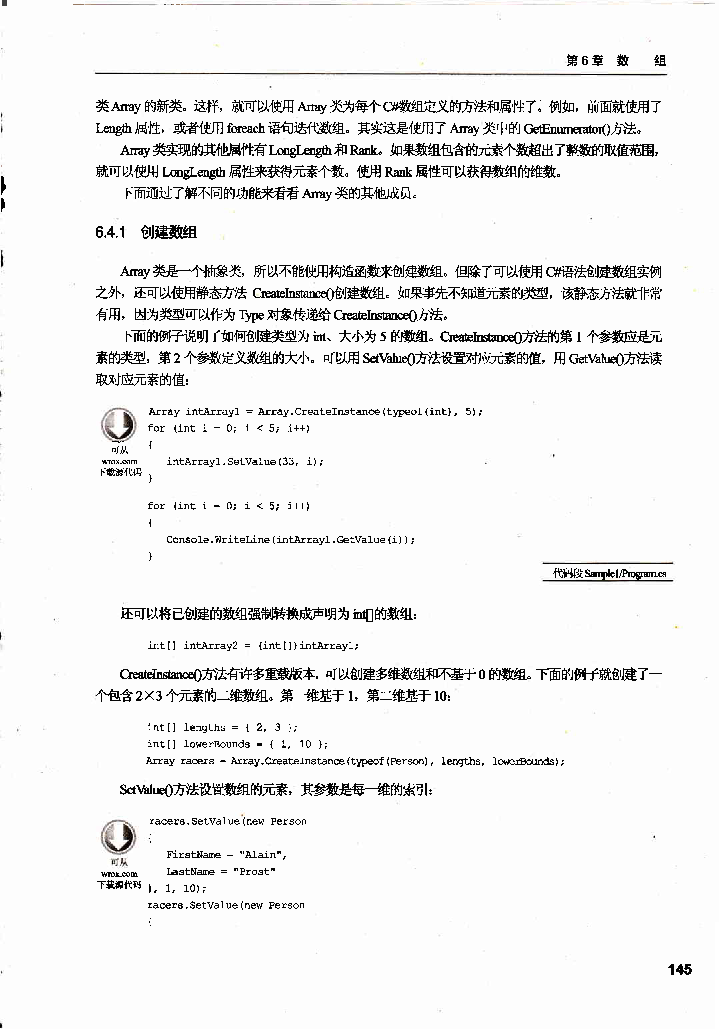 第6章 数 组
类Array的新类。这样，就可以使用Array类为每个C#数组定义的方法和属性了。例如，前面就使用了
Length属性，或者使用foreach语句迭代数组。其实这是使用了Array类中的GetEnumerator()方法。
Array类实现的其他属性有LongLength和Rank。如果数组包含的元素个数超出了整数的取值范围，
就可以使用LongLength属性来获得元素个数。使用Rank属性可以获得数组的维数。
下面通过了解不同的功能来看看Array类的其他成员。
6.4.1 创建数组
Array类是一个抽象类，所以不能使用构造函数来创建数组。但除了可以使用C#语法创建数组实例
之外，还可以使用静态方法 CreateInstance()创建数组。如果事先不知道元素的类型，该静态方法就非常
有用，因为类型可以作为Type对象传递给CreateInstance()方法。
下面的例子说明了如何创建类型为int、大小为5的数组。CreateInstance()方法的第1个参数应是元
素的类型，第2个参数定义数组的大小。可以用SetValue()方法设置对应元素的值，用GetValue()方法读
取对应元素的值：
Array intArray1 = Array.CreateInstance(typeof(int), 5);
for (int i = 0; i < 5; i++)
{
可从
wrox.com
下载源代码
intArray1.SetValue(33, i);
}
for (int i = 0; i < 5; i++)
{
Console.WriteLine(intArray1.GetValue(i));
}
代码段Sample1/Program.cs
还可以将已创建的数组强制转换成声明为int[]的数组：
int[] intArray2 = (int[])intArray1;
CreateInstance()方法有许多重载版本，可以创建多维数组和不基于0的数组。下面的例子就创建了一
个包含2×3个元素的二维数组。第一维基于1，第二维基于10：
int[] lengths = { 2, 3 };
int[] lowerBounds = { 1, 10 };
Array racers = Array.CreateInstance(typeof(Person), lengths, lowerBounds);
SetValue()方法设置数组的元素，其参数是每一维的索引：
racers.SetValue(new Person
{
可从
wrox.com
下载源代码
FirstName = "Alain",
LastName = "Prost"
}, 1, 10);
racers.SetValue(new Person
{
145